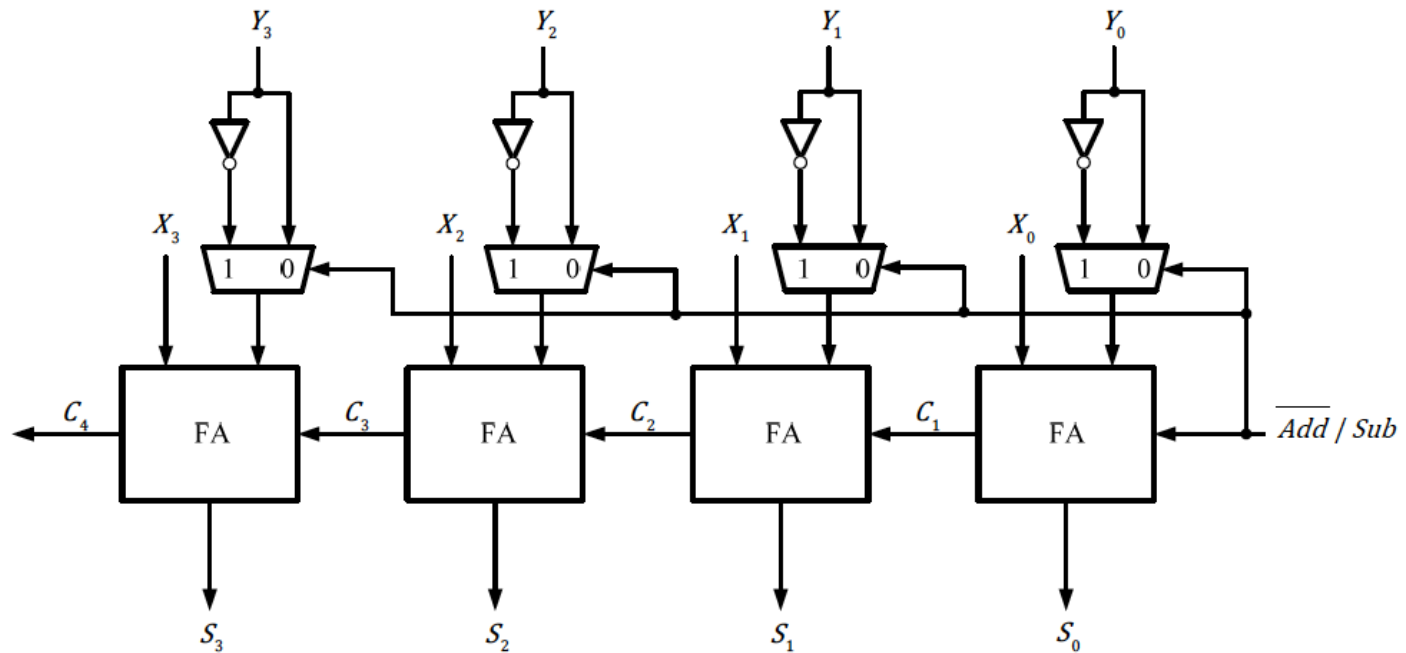 Y₃ Y₂ Y₁ Y₀
X₃ X₂ X₁ X₀
1 0 1 0 1 0 1 0
C₄ FA C₃ FA C₂ FA C₁ FA A̅d̅d̅ / Sub
S₃ S₂ S₁ S₀